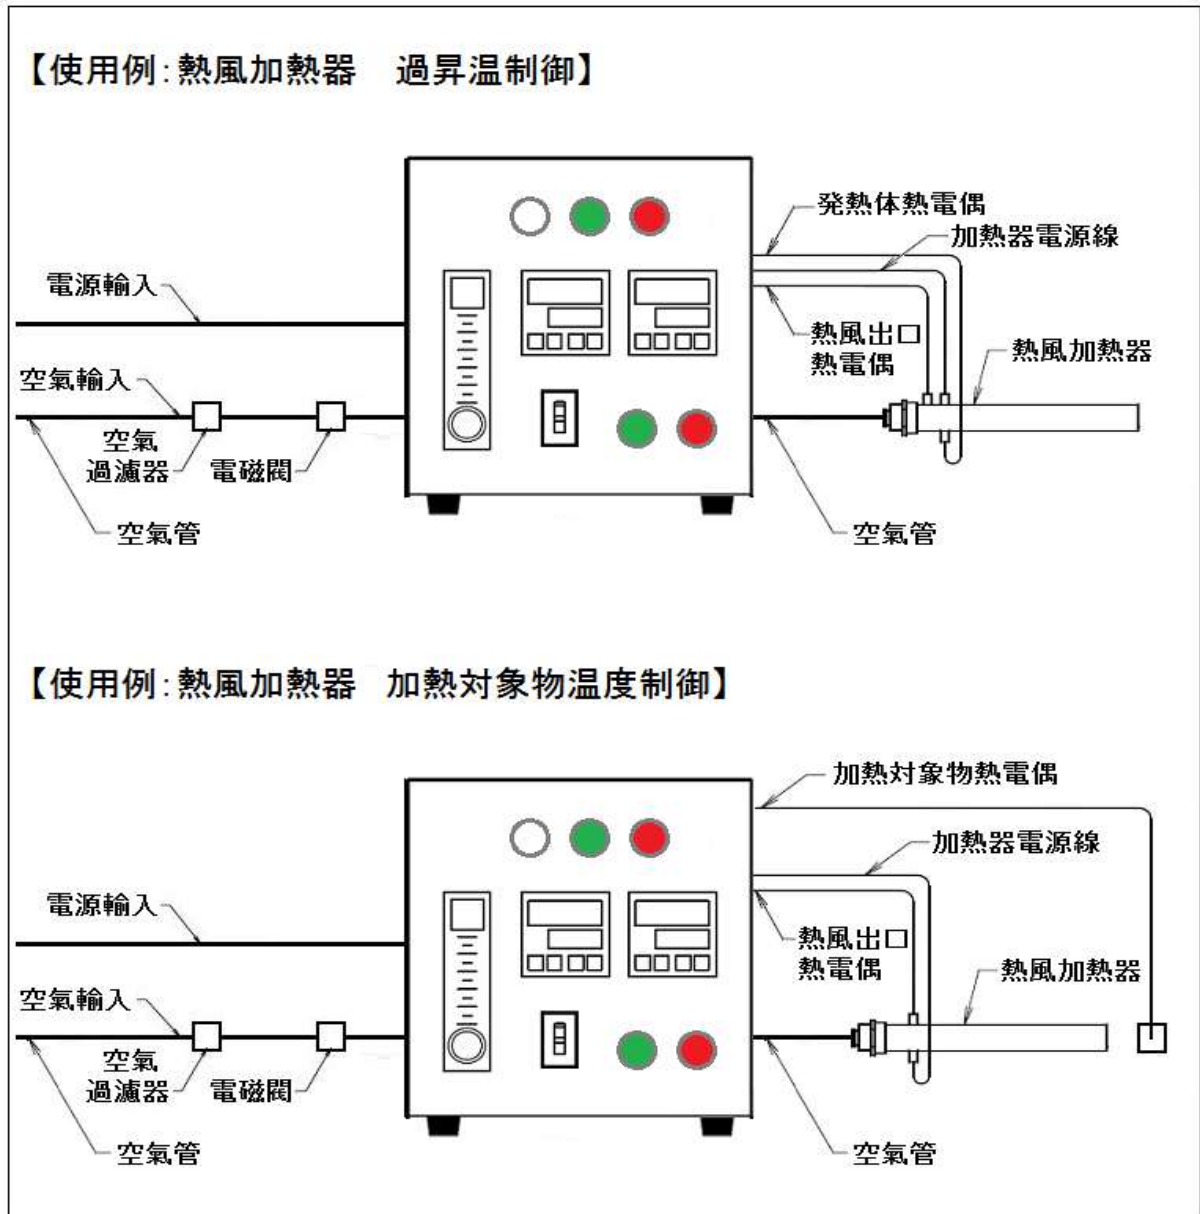 【使用例:熱風加熱器　過昇温制御】
発熱体熱電偶
加熱器電源線
電源輸入
熱風出口
熱電偶
熱風加熱器
空氣輸入
空氣
過濾器
電磁閥
空氣管
空氣管
【使用例:熱風加熱器　加熱対象物温度制御】
加熱対象物熱電偶
加熱器電源線
電源輸入
熱風出口
熱電偶
熱風加熱器
空氣輸入
空氣
過濾器
電磁閥
空氣管
空氣管